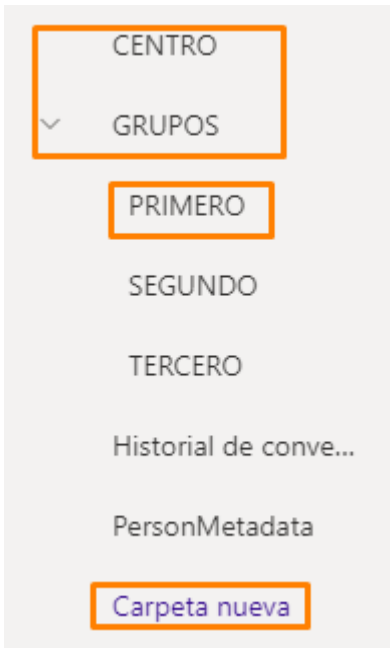 CENTRO
GRUPOS
PRIMERO
SEGUNDO
TERCERO
Historial de conve...
PersonMetadata
Carpeta nueva